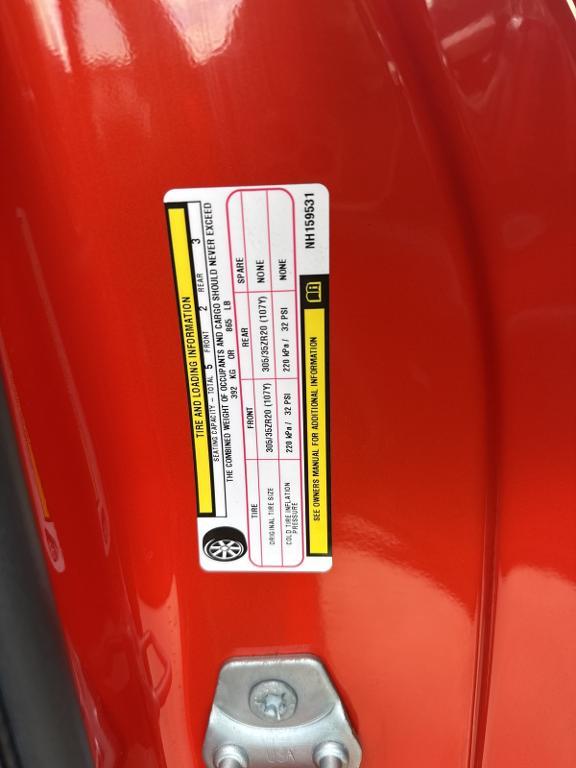 TIRE AND LOADING INFORMATION
SEATING CAPACITY - TOTAL 5 FRONT 2 REAR 3
THE COMBINED WEIGHT OF OCCUPANTS AND CARGO SHOULD NEVER EXCEED
392 KG OR 865 LB
TIRE FRONT REAR SPARE
ORIGINAL TIRE SIZE 305/35ZR20 (107Y) 305/35ZR20 (107Y) NONE
COLD TIRE INFLATION PRESSURE 220 kPa / 32 PSI 220 kPa / 32 PSI NONE
SEE OWNERS MANUAL FOR ADDITIONAL INFORMATION
NH159531
USA